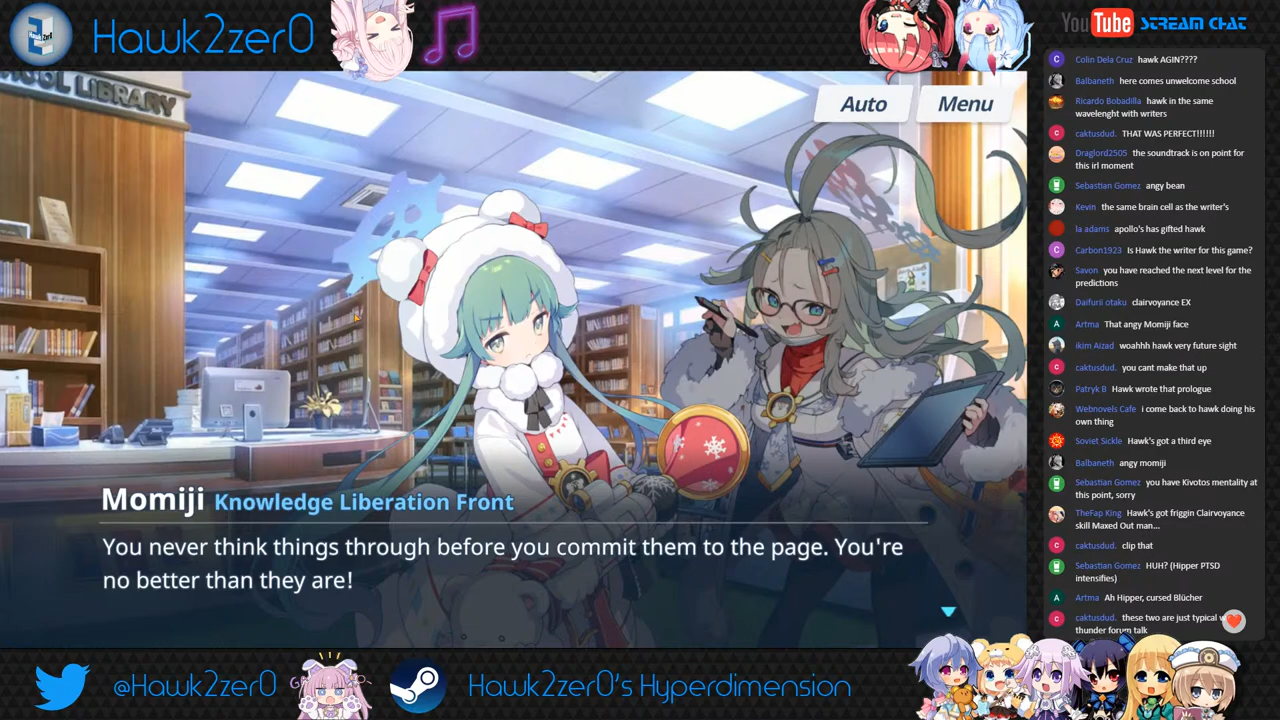 Hawk2zer0
YouTube STREAM CHAT
OOL LIBRARY
Auto
Menu
Momiji Knowledge Liberation Front
You never think things through before you commit them to the page. You're
no better than they are!
Colin Dela Cruz hawk AGIN????
Balbaneth here comes unwelcome school
Ricardo Bobadilla hawk in the same
wavelenght with writers
caktusdud. THAT WAS PERFECT!!!!!!
Draglord2505 the soundtrack is on point for
this irl moment
Sebastian Gomez angy bean
Kevin the same brain cell as the writer's
la adams apollo's has gifted hawk
Carbon1923 Is Hawk the writer for this game?
Savon you have reached the next level for the
predictions
Daifurii otaku clairvoyance EX
Artma That angy Momiji face
ikim Aizad woahhh hawk very future sight
caktusdud. you cant make that up
Patryk B Hawk wrote that prologue
Webnovels Cafe i come back to hawk doing his
own thing
Soviet Sickle Hawk's got a third eye
Balbaneth angry momiji
Sebastian Gomez you have Kivotos mentality at
this point, sorry
TheFap King Hawk's got friggin Clairvoyance
skill Maxed Out man...
caktusdud. clip that
Sebastian Gomez HUH? (Hipper PTSD
intensifies)
Artma Ah Hipper, cursed Blücher
caktusdud. these two are just typical
thunder forum talk
@Hawk2zer0
Hawk2zer0's Hyperdimension